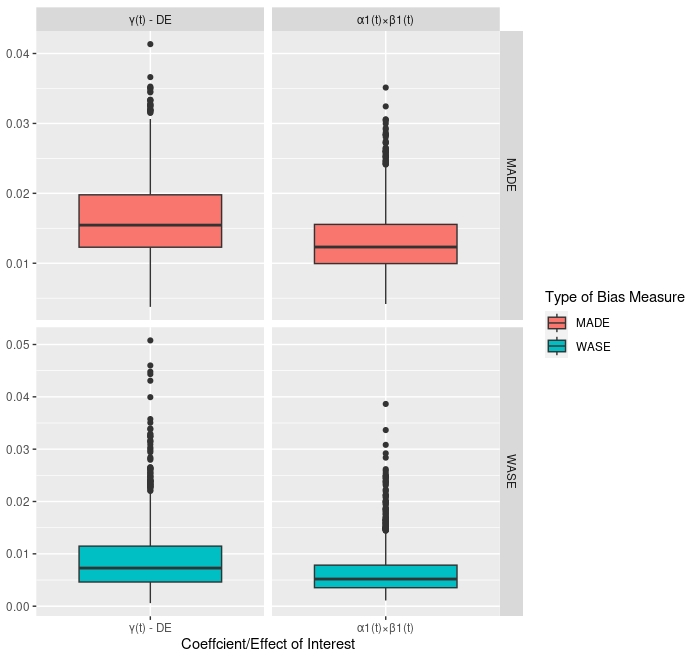 γ(t) - DE
α1(t)×β1(t)
0.04
0.03
0.02
0.01
MADE
0.05
0.04
0.03
0.02
0.01
0.00
WASE
γ(t) - DE
α1(t)×β1(t)
Coeffcient/Effect of Interest
Type of Bias Measure
MADE
WASE